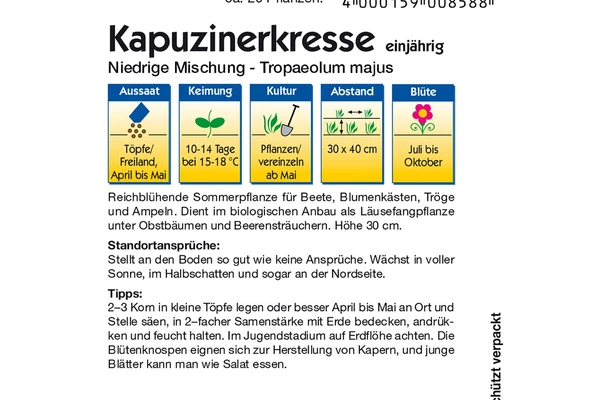 ca. 20 Pflanzen.
4 000159 008588
Kapuzinerkresse einjährig
Niedrige Mischung - Tropaeolum majus
Aussaat Keimung Kultur Abstand Blüte
Töpfe/ 10-14 Tage Pflanzen/ 30 x 40 cm Juli bis
Freiland, bei 15-18 °C vereinzeln Oktober
April bis Mai ab Mai
Reichblühende Sommerpflanze für Beete, Blumenkästen, Tröge
und Ampeln. Dient im biologischen Anbau als Läusefangpflanze
unter Obstbäumen und Beerensträuchern. Höhe 30 cm.
Standortansprüche:
Stellt an den Boden so gut wie keine Ansprüche. Wächst in voller
Sonne, im Halbschatten und sogar an der Nordseite.
Tipps:
2–3 Korn in kleine Töpfe legen oder besser April bis Mai an Ort und
Stelle säen, in 2–facher Samenstärke mit Erde bedecken, andrük-
ken und feucht halten. Im Jugendstadium auf Erdflöhe achten. Die
Blütenknospen eignen sich zur Herstellung von Kapern, und junge
Blätter kann man wie Salat essen.
verpackt